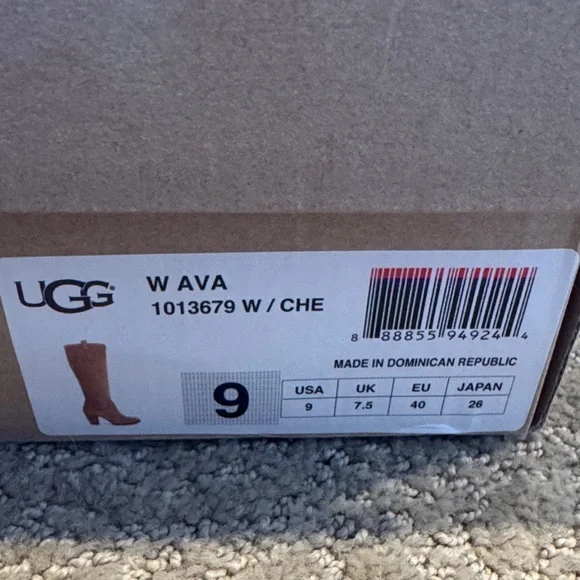 UGG
W AVA
1013679 W / CHE
8 88855 94924 4
MADE IN DOMINICAN REPUBLIC
9
USA UK EU JAPAN
9 7.5 40 26